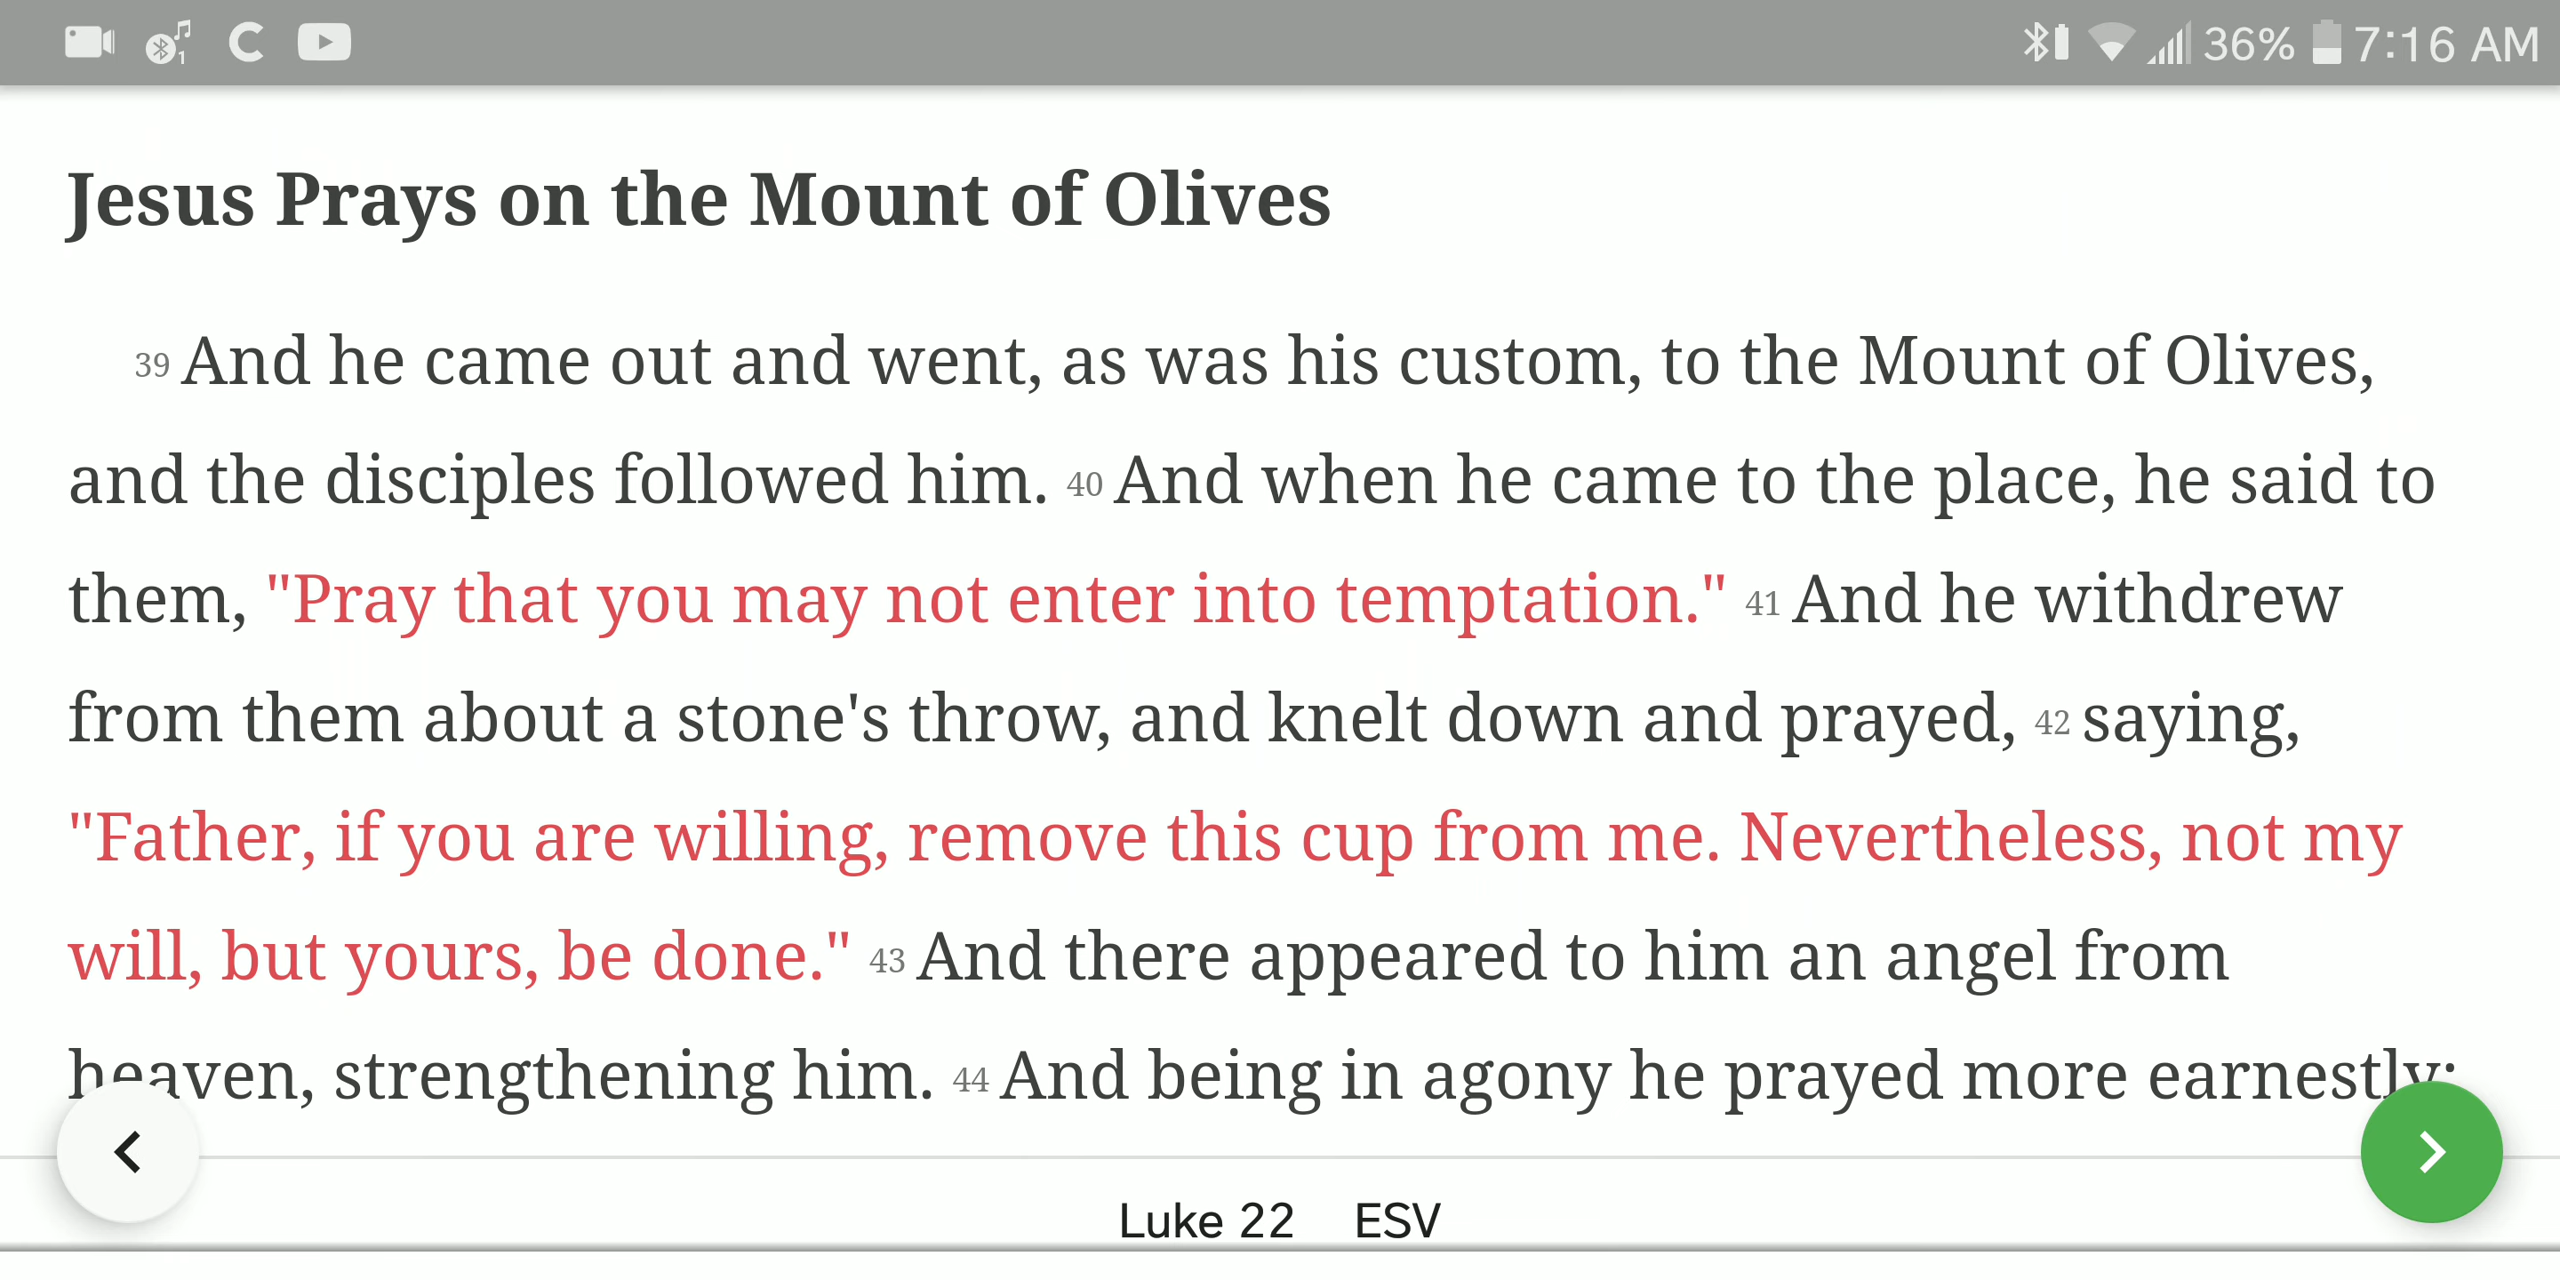 36% 7:16 AM
Jesus Prays on the Mount of Olives
39 And he came out and went, as was his custom, to the Mount of Olives,
and the disciples followed him. 40 And when he came to the place, he said to
them, "Pray that you may not enter into temptation." 41 And he withdrew
from them about a stone's throw, and knelt down and prayed, 42 saying,
"Father, if you are willing, remove this cup from me. Nevertheless, not my
will, but yours, be done." 43 And there appeared to him an angel from
heaven, strengthening him. 44 And being in agony he prayed more earnestly;
Luke 22 ESV